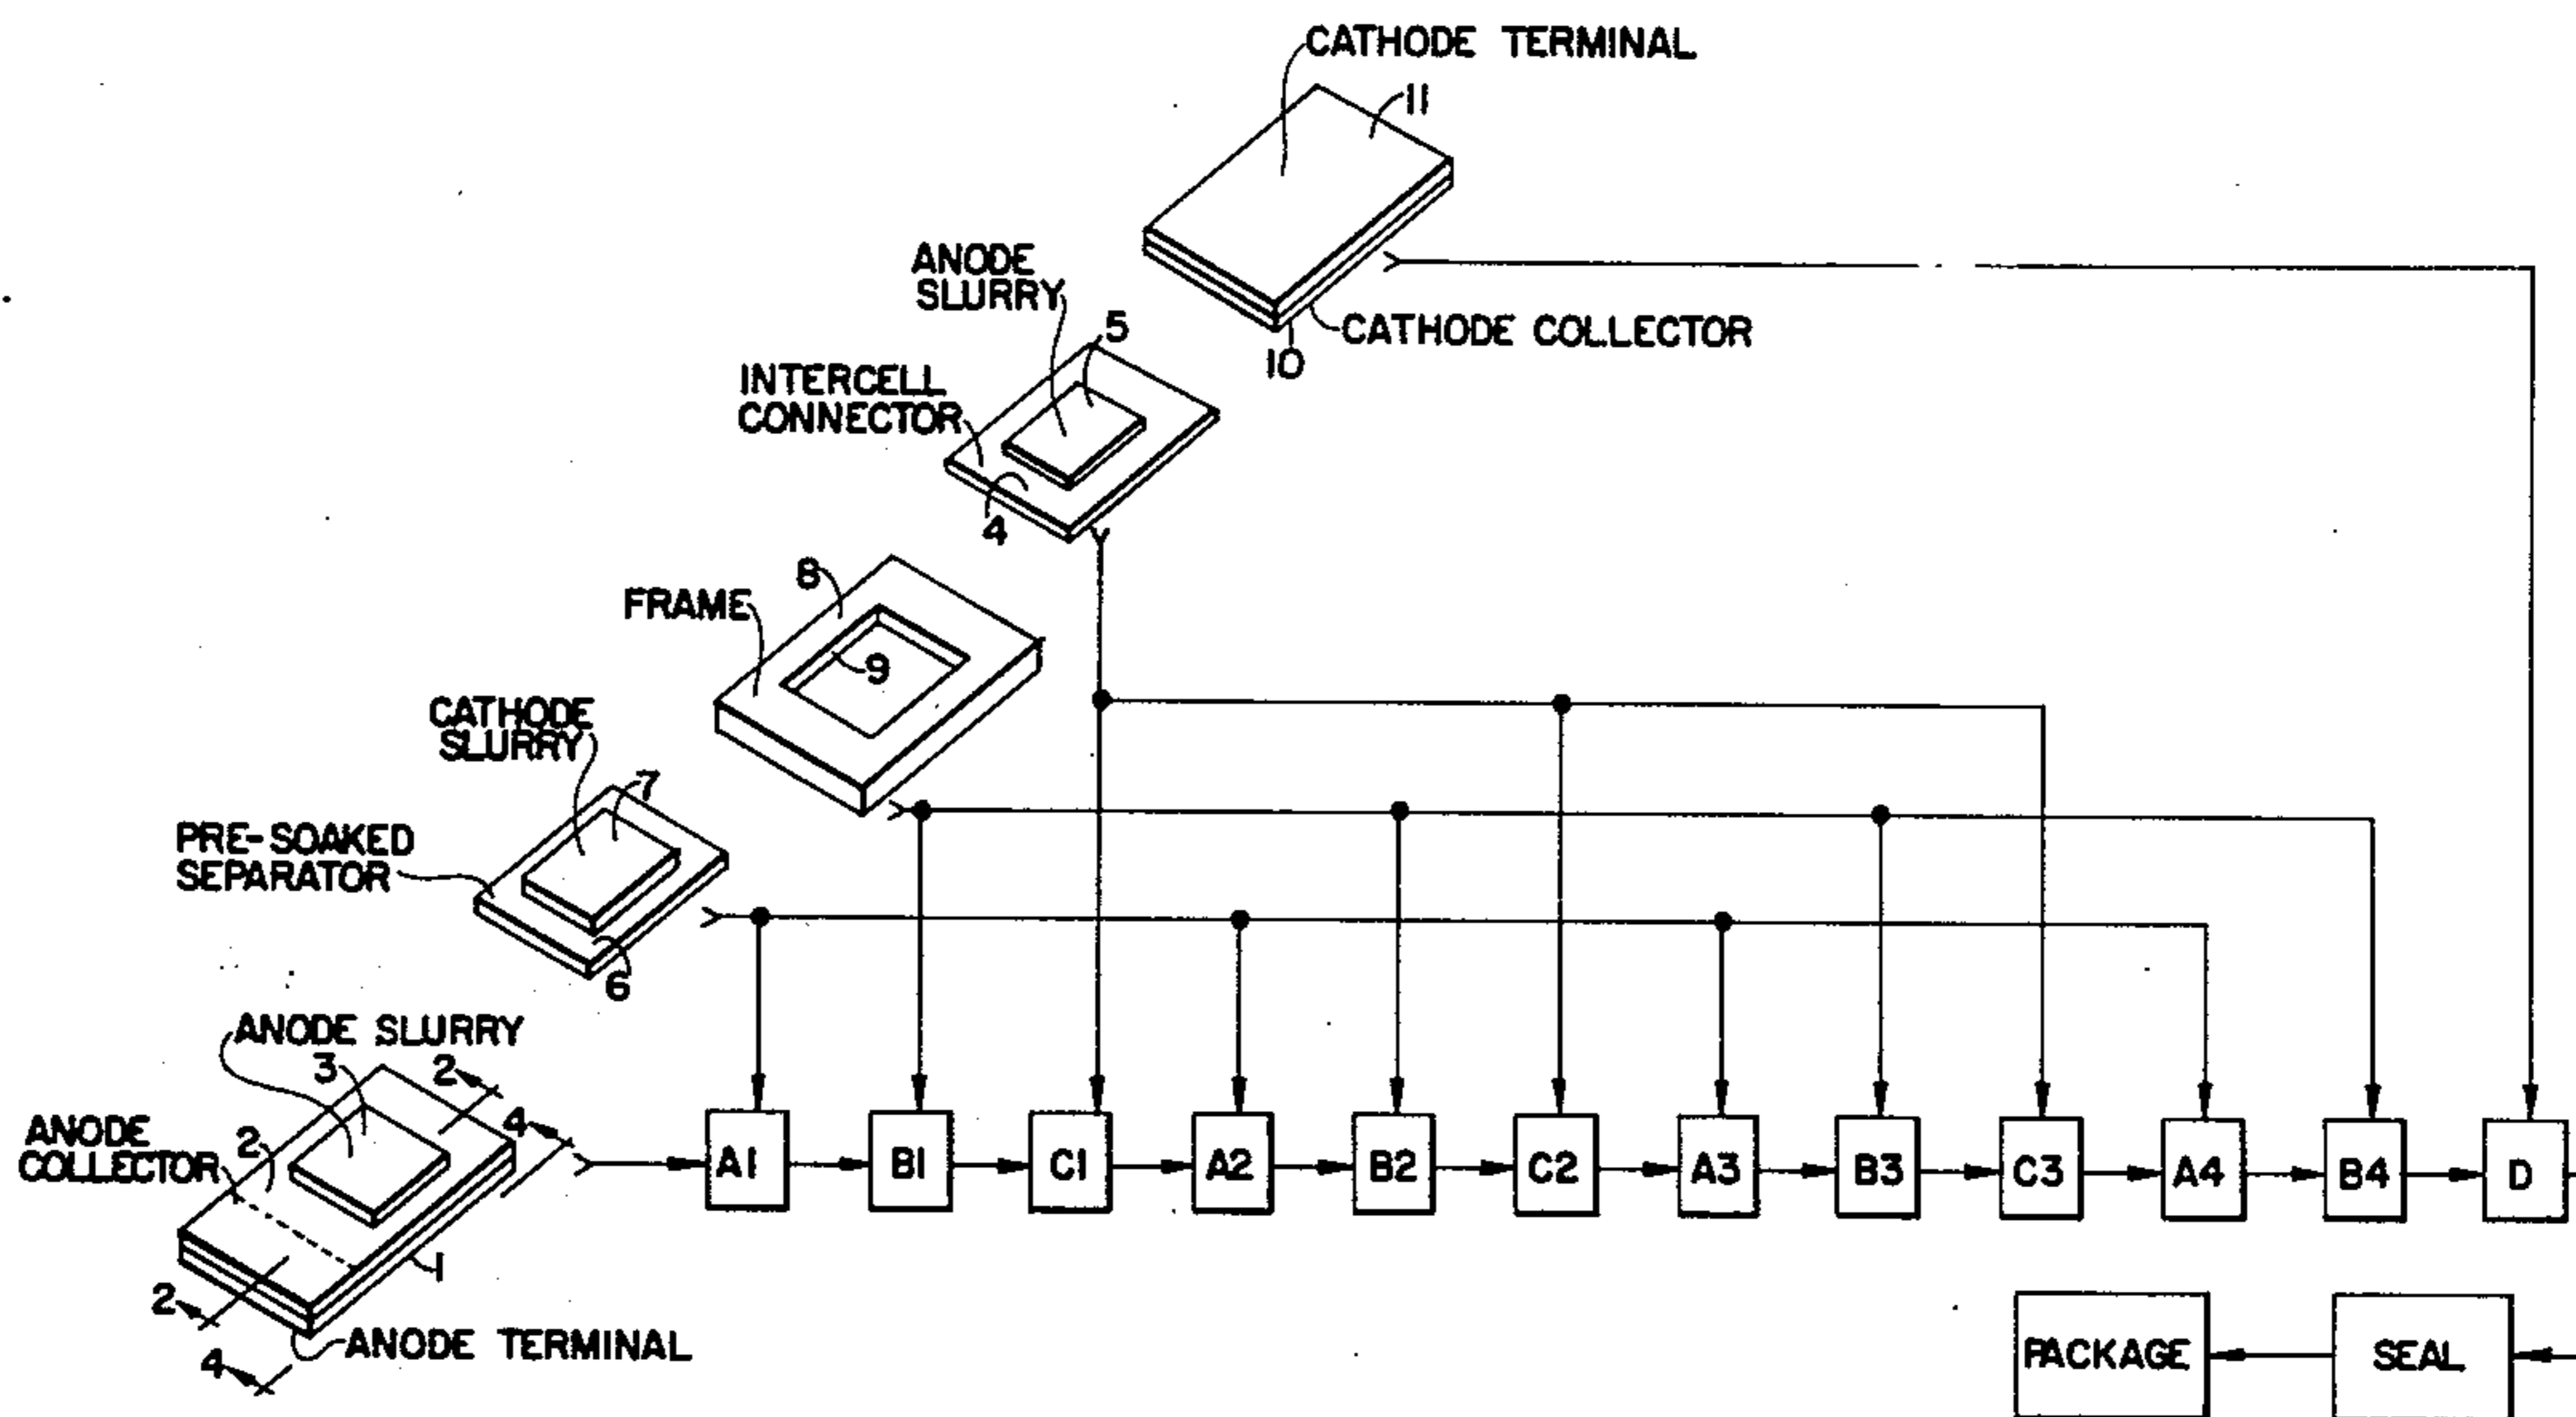 CATHODE TERMINAL
11
ANODE
SLURRY
5
CATHODE COLLECTOR
10
INTERCELL
CONNECTOR
4
8
FRAME
9
CATHODE
SLURRY
7
PRE-SOAKED
SEPARATOR
6
ANODE SLURRY
3
2
4
ANODE
COLLECTOR
2
1
2
4
ANODE TERMINAL
A1 B1 C1 A2 B2 C2 A3 B3 C3 A4 B4 D
PACKAGE
SEAL